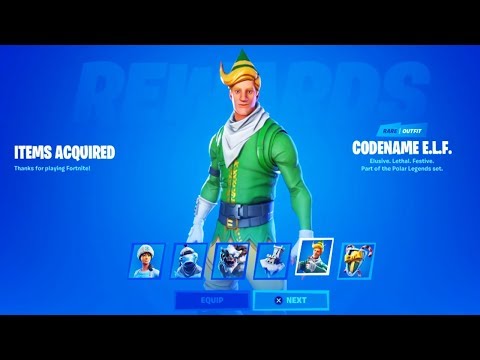 REWARDS
ITEMS ACQUIRED
Thanks for playing Fortnite!
RARE | OUTFIT
CODENAME E.L.F.
Elusive. Lethal. Festive.
Part of the Polar Legends set.
EQUIP
NEXT